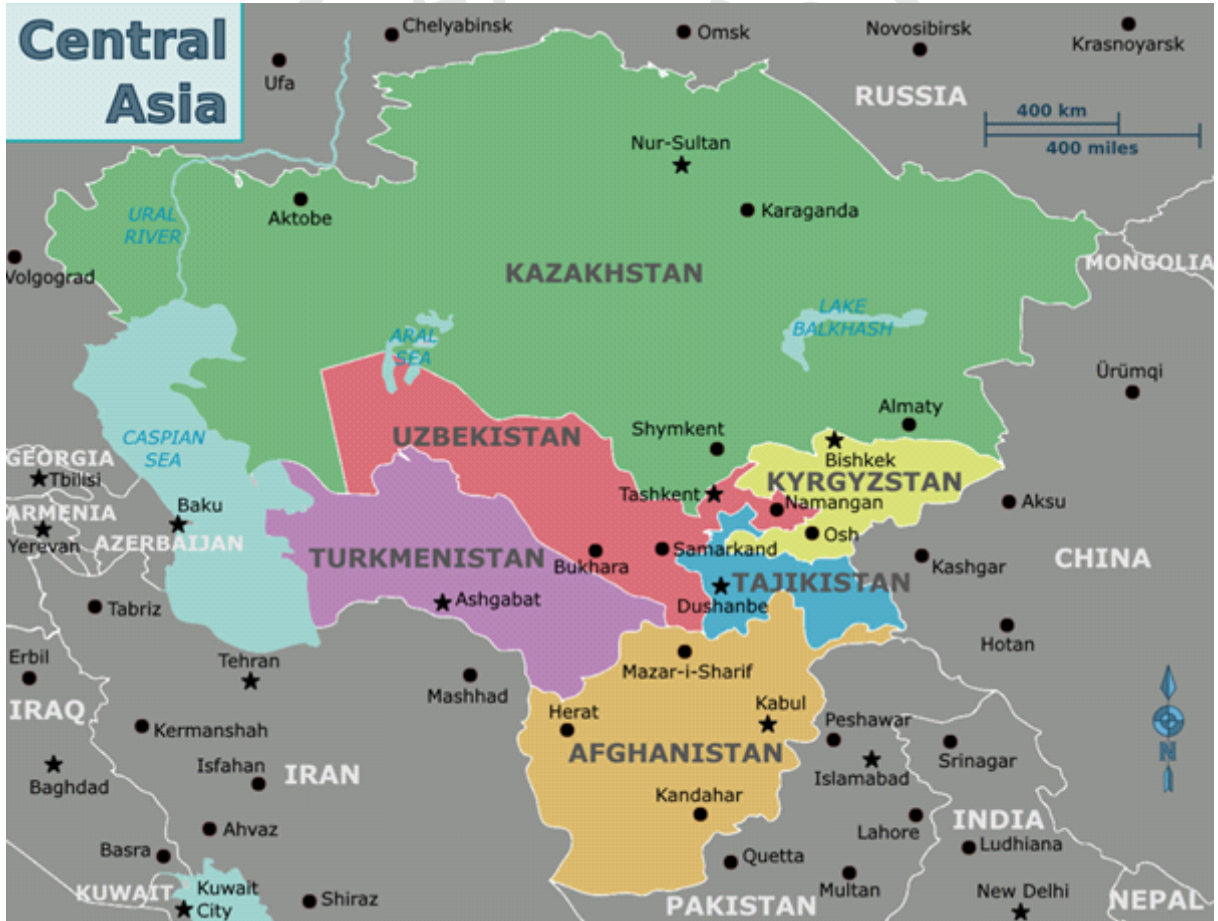 Central
Asia
Chelyabinsk
Omsk
Novosibirsk
Krasnoyarsk
Ufa
RUSSIA
400 km
400 miles
Nur-Sultan
Aktobe
Karaganda
URAL
RIVER
Volgograd
KAZAKHSTAN
MONGOLIA
LAKE
BALKHASH
ARAL
SEA
Ürümqi
Almaty
CASPIAN
SEA
UZBEKISTAN
Shymkent
Bishkek
GEORGIA
Tbilisi
KYRGYZSTAN
Tashkent
Namangan
Aksu
Baku
ARMENIA
Yerevan
AZERBAIJAN
Osh
TURKMENISTAN
Bukhara
Samarkand
Kashgar
CHINA
TAJIKISTAN
Ashgabat
Dushanbe
Tabriz
Hotan
Erbil
Tehran
Mashhad
Mazar-i-Sharif
IRAQ
Kermanshah
Herat
Kabul
Peshawar
Srinagar
N
AFGHANISTAN
Isfahan
IRAN
Islamabad
Baghdad
Kandahar
Ahvaz
Lahore
INDIA
Basra
Quetta
Ludhiana
Multan
KUWAIT
Kuwait
City
Shiraz
PAKISTAN
New Delhi
NEPAL